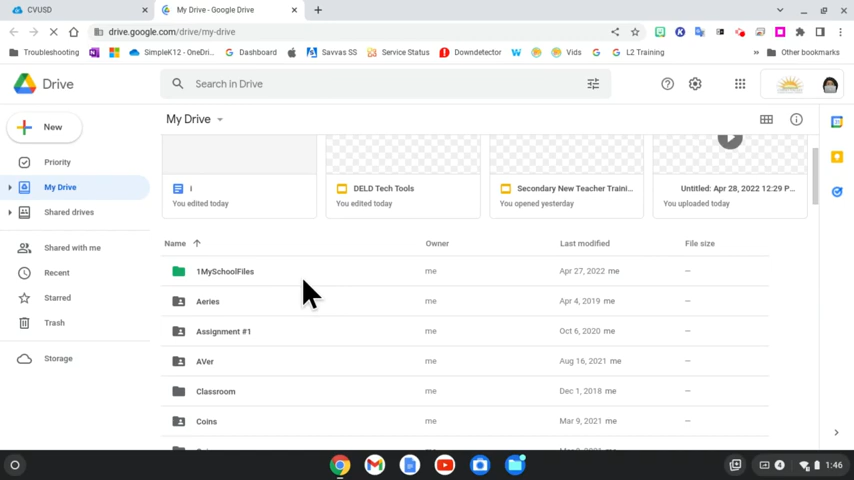 CVUSD
My Drive - Google Drive
drive.google.com/drive/my-drive
Troubleshooting
SimpleK12 - OneDri...
Dashboard
Savvas SS
Service Status
Downdetector
Vids
L2 Training
»
Other bookmarks
Drive
Search in Drive
New
My Drive
Priority
My Drive
Shared drives
Shared with me
Recent
Starred
Trash
Storage
i
You edited today
DELD Tech Tools
You edited today
Secondary New Teacher Traini...
You opened yesterday
Untitled: Apr 28, 2022 12:29 P...
You uploaded today
Name Owner Last modified File size
1MySchoolFiles me Apr 27, 2022 me –
Aeries me Apr 4, 2019 me –
Assignment #1 me Oct 6, 2020 me –
AVer me Aug 16, 2021 me –
Classroom me Dec 1, 2018 me –
Coins me Mar 9, 2021 me –
4 1:46